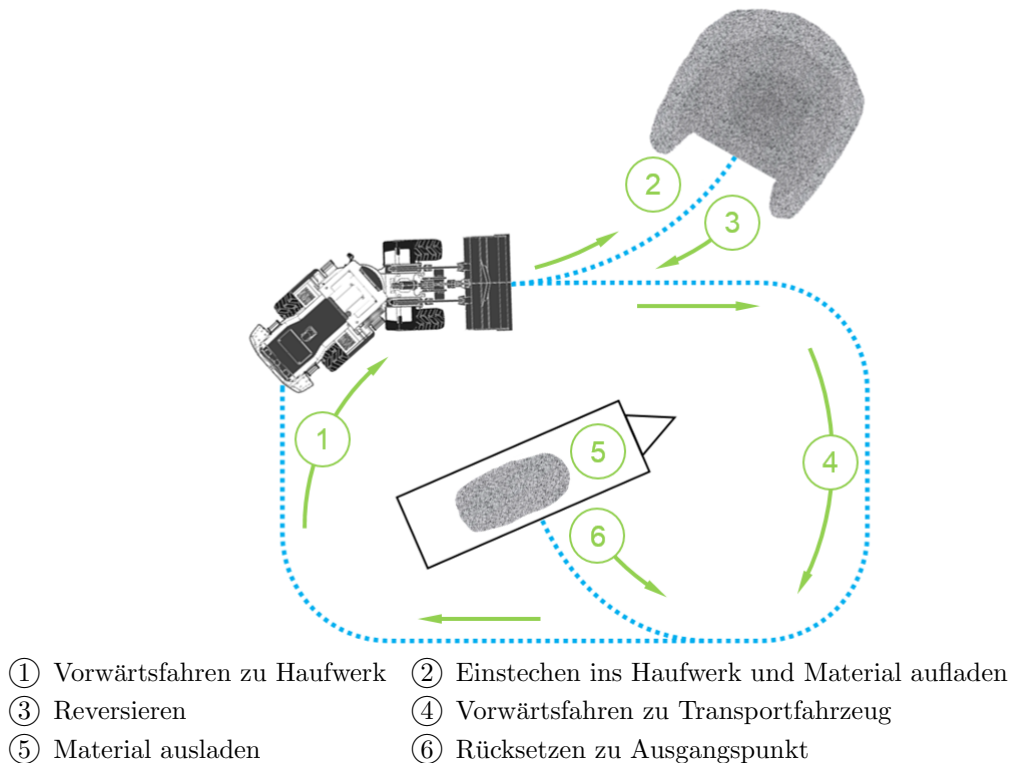 2
3
1
5
4
6
① Vorwärtsfahren zu Haufwerk ② Einstechen ins Haufwerk und Material aufladen
③ Reversieren ④ Vorwärtsfahren zu Transportfahrzeug
⑤ Material ausladen ⑥ Rücksetzen zu Ausgangspunkt